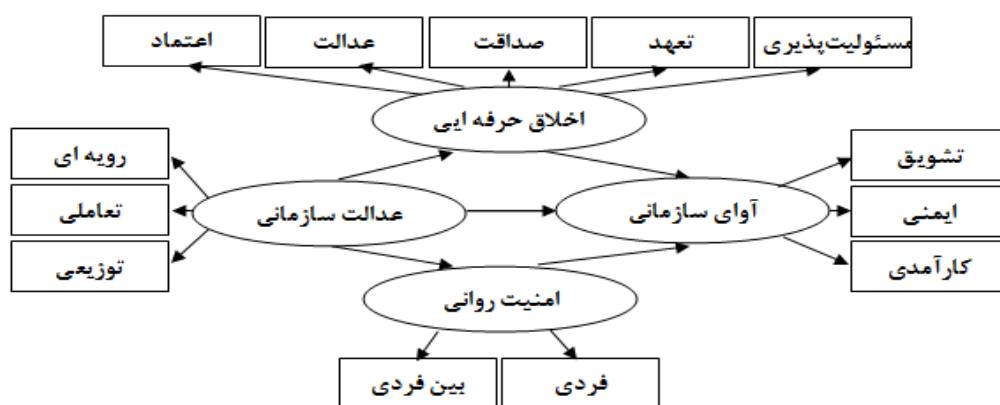 مسئولیت‌پذیری
تعهد
صداقت
عدالت
اعتماد
اخلاق حرفه ایی
تشویق
رویه ای
ایمنی
آوای سازمانی
عدالت سازمانی
تعاملی
کارآمدی
توزیعی
امنیت روانی
فردی
بین فردی